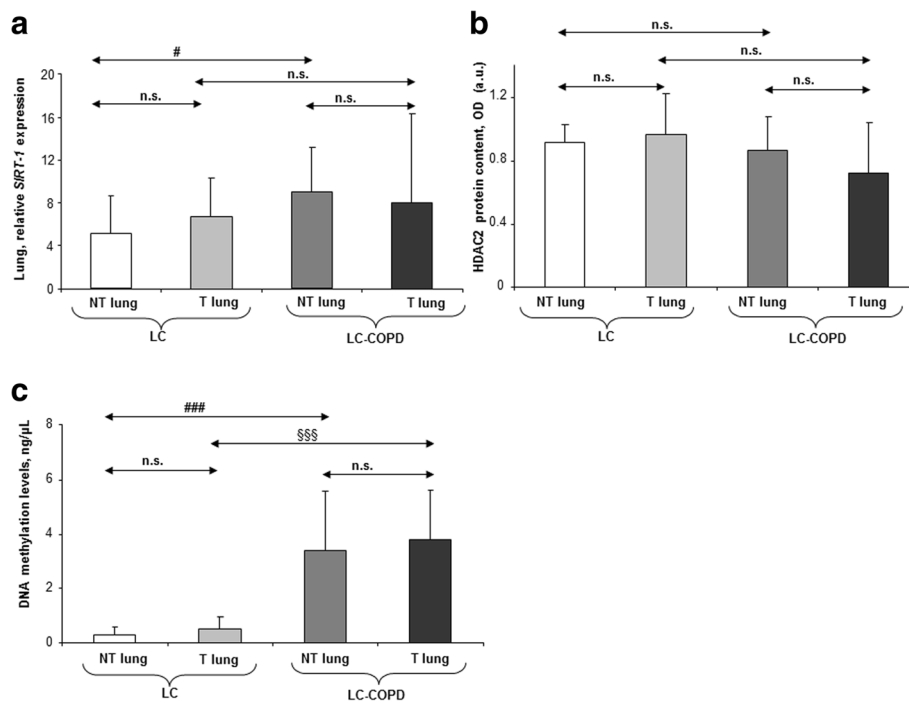 a
Lung, relative SIRT-1 expression
20
16
12
8
4
0
#
n.s.
n.s.
n.s.
NT lung
T lung
NT lung
T lung
LC
LC-COPD
b
HDAC2 protein content, OD (a.u.)
1.2
0.8
0.4
0
n.s.
n.s.
n.s.
n.s.
NT lung
T lung
NT lung
T lung
LC
LC-COPD
c
DNA methylation levels, ng/µL
8
6
4
2
0
###
§§§
n.s.
n.s.
NT lung
T lung
NT lung
T lung
LC
LC-COPD